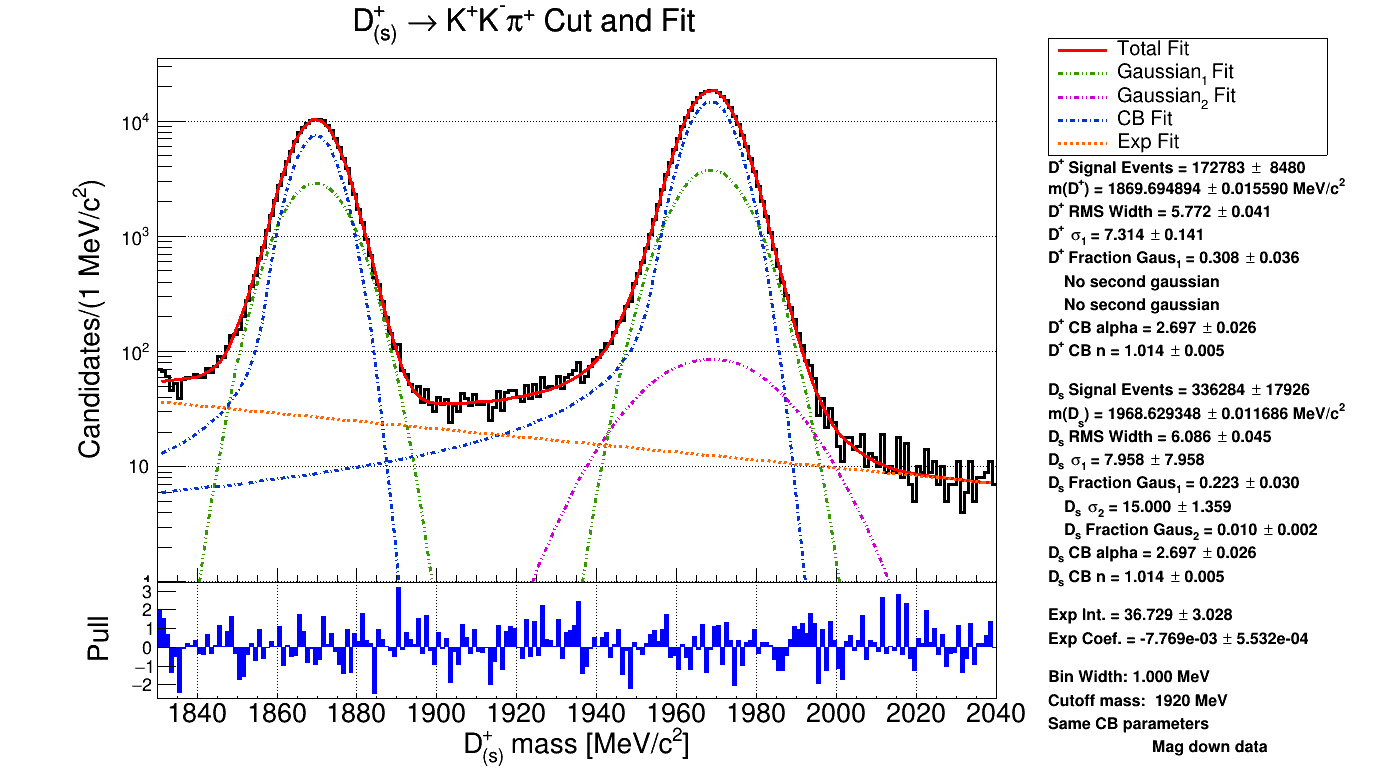 D⁺₍ₛ₎ → K⁺K⁻π⁺ Cut and Fit
Candidates/(1 MeV/c²)
10⁴
10³
10²
10
1
Pull
3
2
1
0
−1
−2
1840 1860 1880 1900 1920 1940 1960 1980 2000 2020 2040
D⁺₍ₛ₎ mass [MeV/c²]
Total Fit
Gaussian₁ Fit
Gaussian₂ Fit
CB Fit
Exp Fit
D⁺ Signal Events = 172783 ± 8480
m(D⁺) = 1869.694894 ± 0.015590 MeV/c²
D⁺ RMS Width = 5.772 ± 0.041
D⁺ σ₁ = 7.314 ± 0.141
D⁺ Fraction Gaus₁ = 0.308 ± 0.036
No second gaussian
No second gaussian
D⁺ CB alpha = 2.697 ± 0.026
D⁺ CB n = 1.014 ± 0.005
Dₛ Signal Events = 336284 ± 17926
m(Dₛ) = 1968.629348 ± 0.011686 MeV/c²
Dₛ RMS Width = 6.086 ± 0.045
Dₛ σ₁ = 7.958 ± 7.958
Dₛ Fraction Gaus₁ = 0.223 ± 0.030
Dₛ σ₂ = 15.000 ± 1.359
Dₛ Fraction Gaus₂ = 0.010 ± 0.002
Dₛ CB alpha = 2.697 ± 0.026
Dₛ CB n = 1.014 ± 0.005
Exp Int. = 36.729 ± 3.028
Exp Coef. = -7.769e-03 ± 5.532e-04
Bin Width: 1.000 MeV
Cutoff mass: 1920 MeV
Same CB parameters
Mag down data